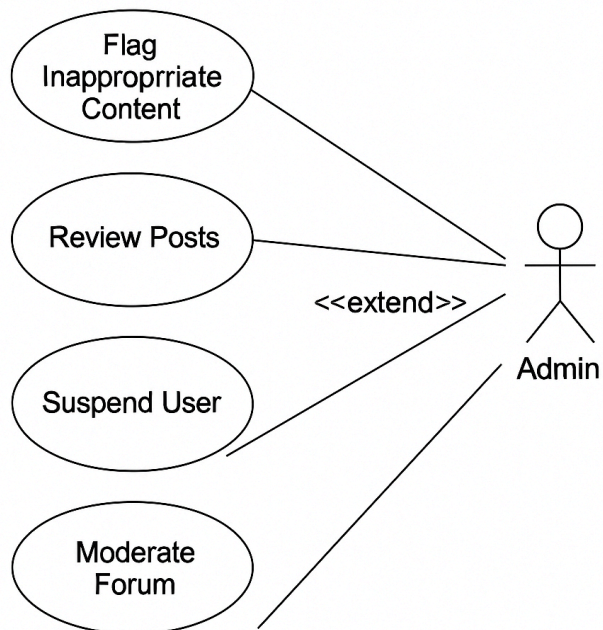 Flag
Inapproprriate
Content
Review Posts
<<extend>>
Admin
Suspend User
Moderate
Forum